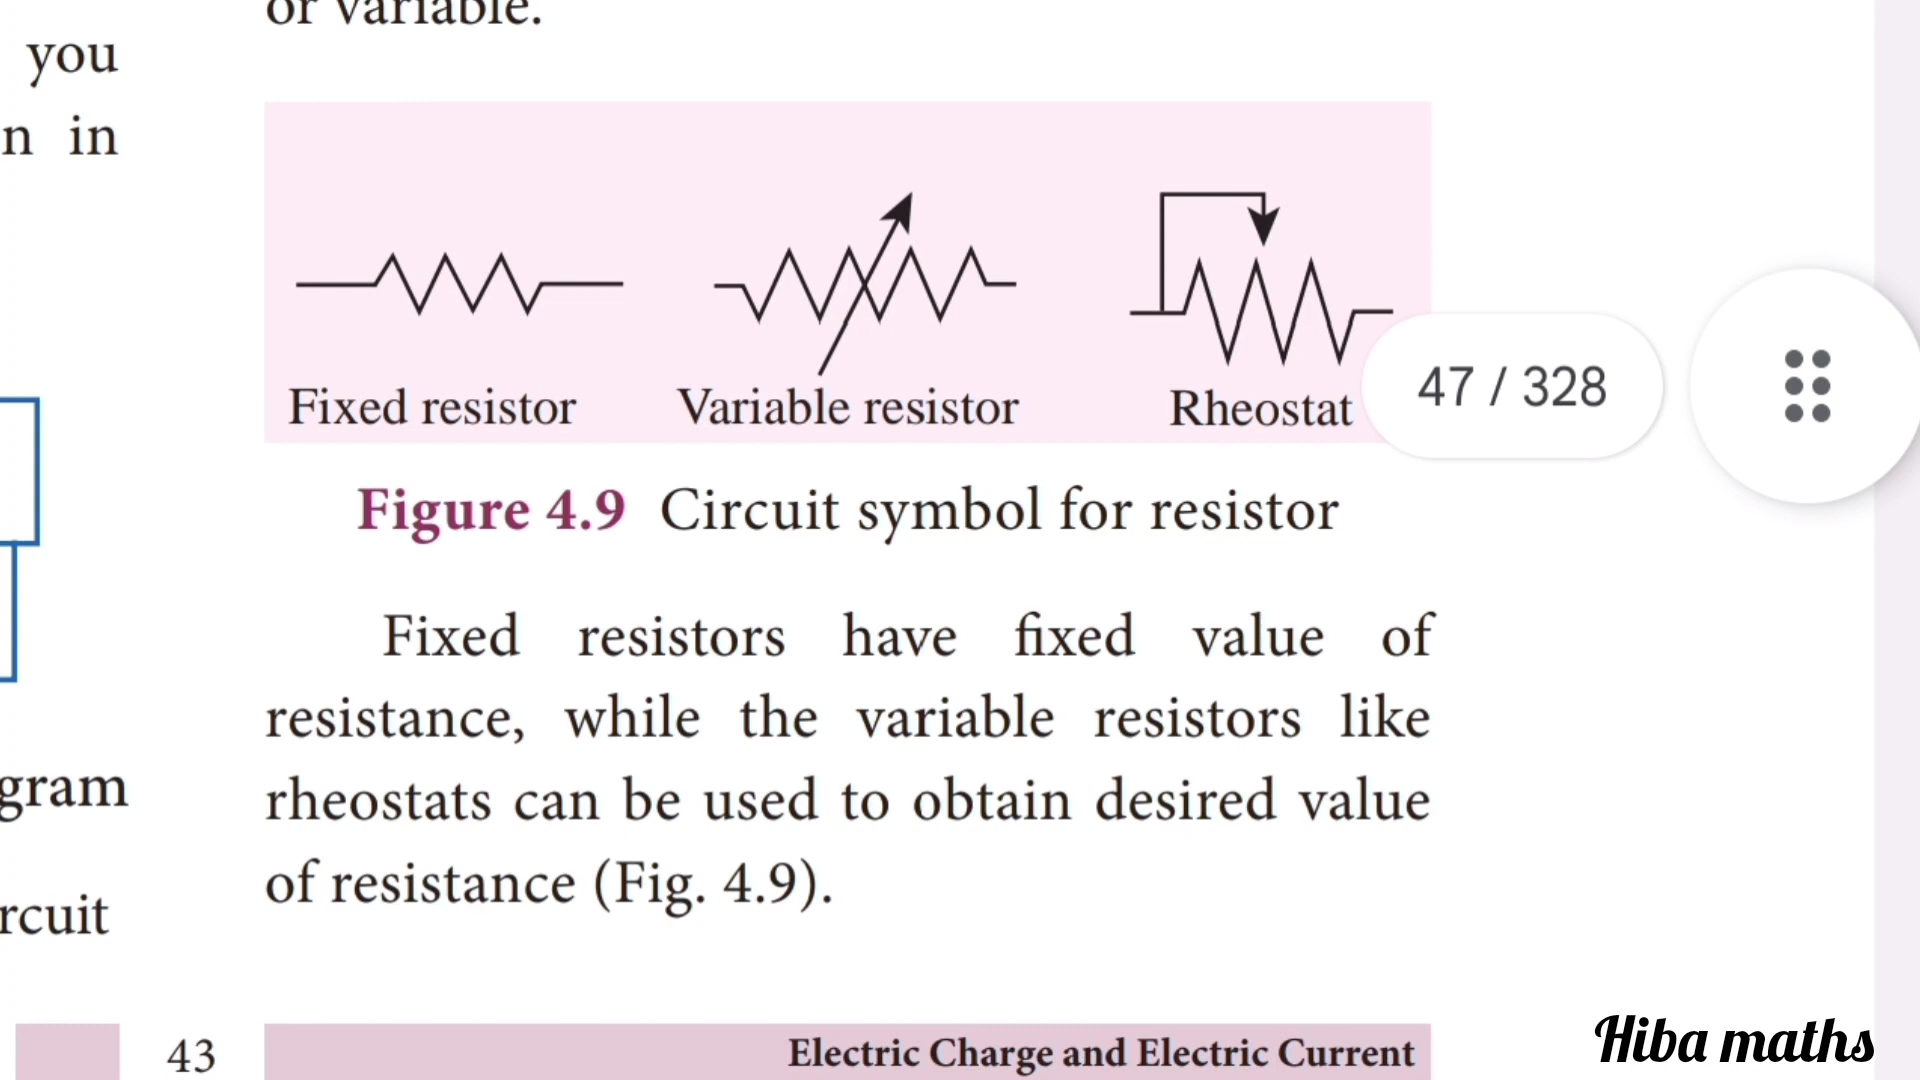 or variable.
you
n in
Fixed resistor Variable resistor Rheostat
47 / 328
Figure 4.9 Circuit symbol for resistor
Fixed resistors have fixed value of
resistance, while the variable resistors like
rheostats can be used to obtain desired value
of resistance (Fig. 4.9).
gram
rcuit
43
Electric Charge and Electric Current
Hiba maths